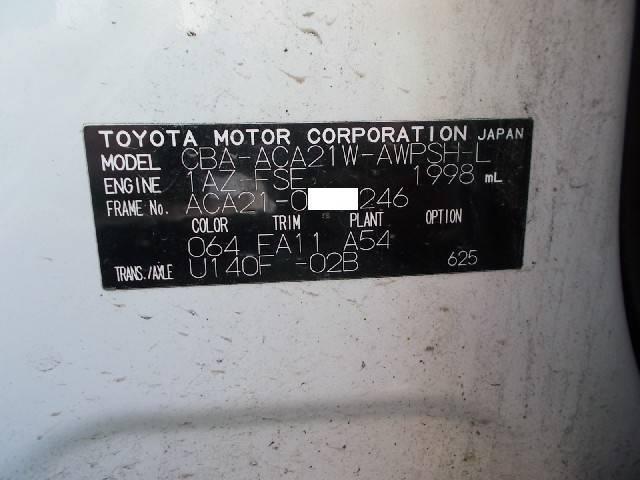 TOYOTA MOTOR CORPORATION JAPAN
MODEL CBA-ACA21W-AWPSH-L
ENGINE 1AZ-FSE 1998 mL
FRAME No. ACA21-0 246
COLOR TRIM PLANT OPTION
064 FA11 A54
TRANS./AXLE U140F -02B 625